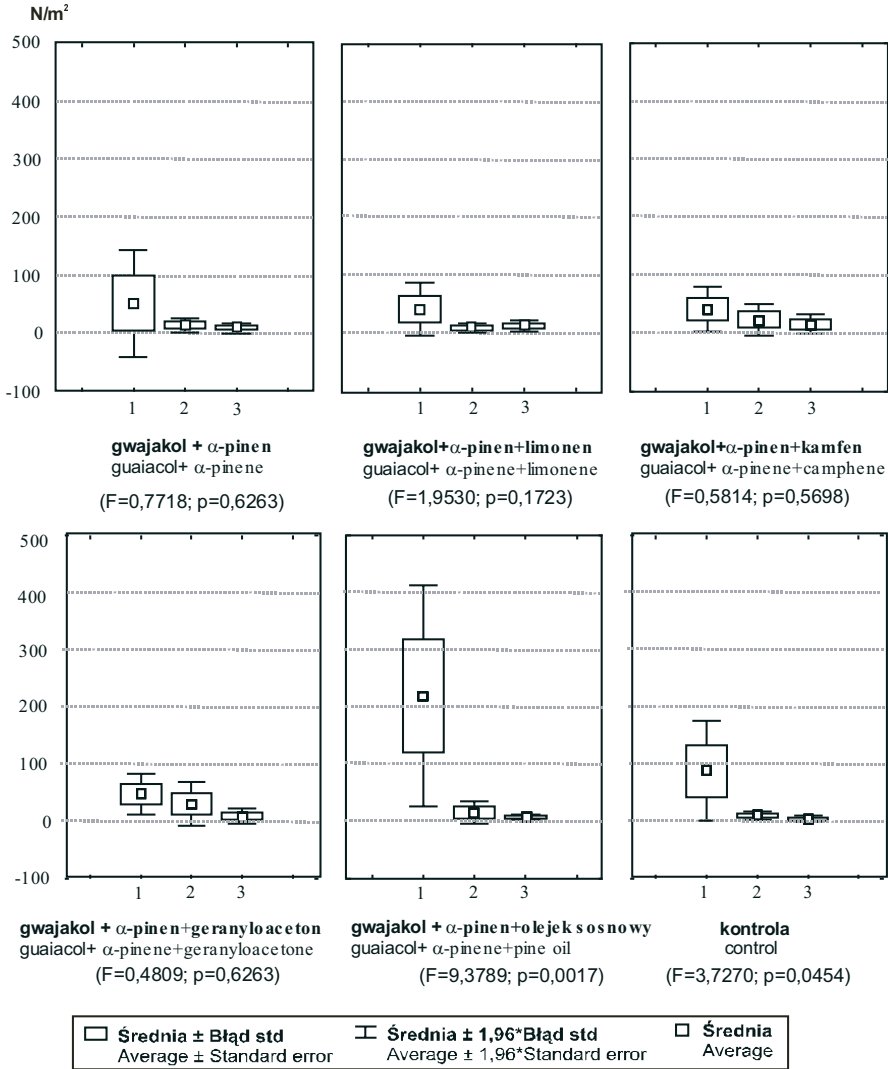 N/m²
500
400
300
200
100
0
-100
1 2 3
1 2 3
1 2 3
gwajakol + α-pinen
guaiacol+ α-pinene
(F=0,7718; p=0,6263)
gwajakol+α-pinen+limonen
guaiacol+ α-pinene+limonene
(F=1,9530; p=0,1723)
gwajakol+α-pinen+kamfen
guaiacol+ α-pinene+camphene
(F=0,5814; p=0,5698)
500
400
300
200
100
0
-100
1 2 3
1 2 3
1 2 3
gwajakol + α-pinen+geranyloaceton
guaiacol+ α-pinene+geranyloacetone
(F=0,4809; p=0,6263)
gwajakol + α-pinen+olejek sosnowy
guaiacol+ α-pinene+pine oil
(F=9,3789; p=0,0017)
kontrola
control
(F=3,7270; p=0,0454)
Średnia ± Błąd std
Average ± Standard error
Średnia ± 1,96*Błąd std
Average ± 1,96*Standard error
Średnia
Average